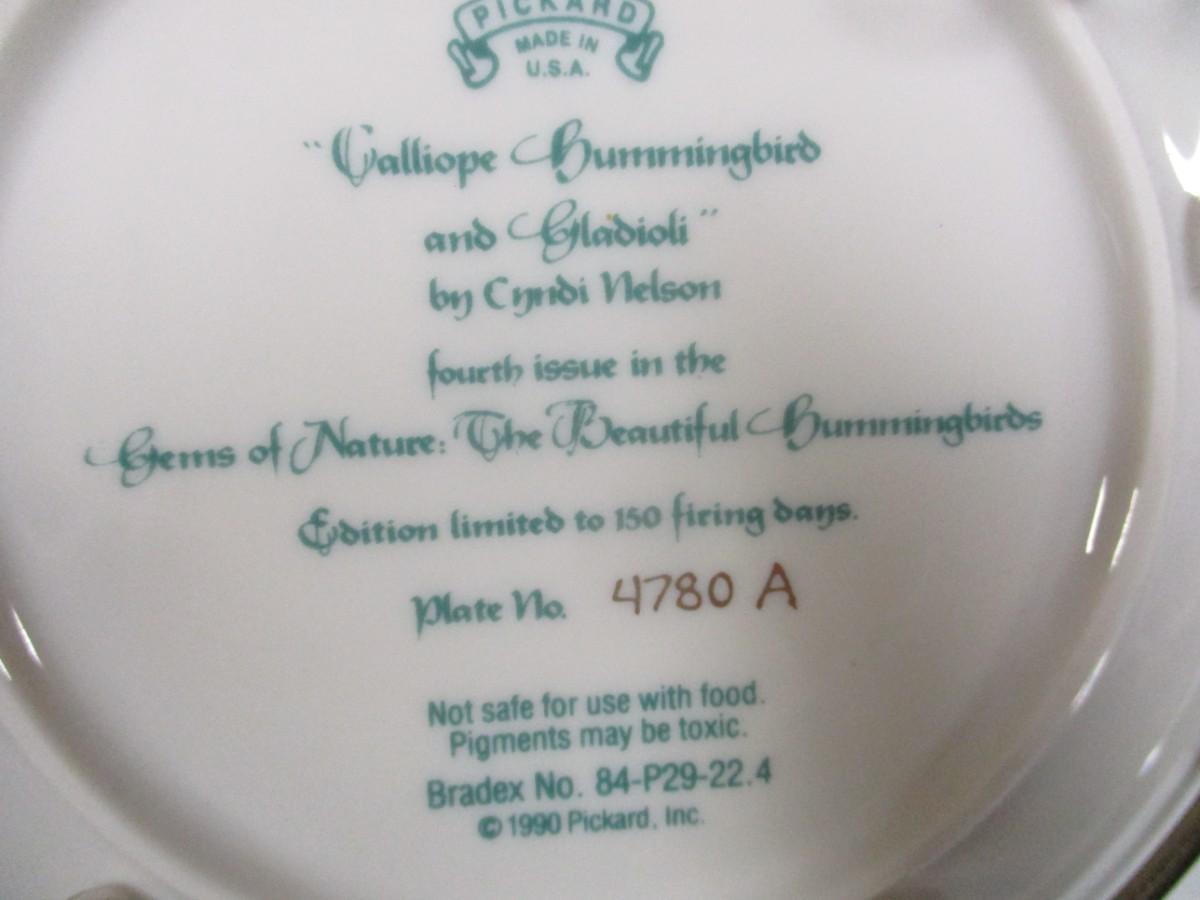 PICKARD
MADE IN
U.S.A.
"Calliope Hummingbird
and Gladioli"
by Cyndi Nelson
fourth issue in the
Gems of Nature: The Beautiful Hummingbirds
Edition limited to 150 firing days.
Plate No. 4780 A
Not safe for use with food.
Pigments may be toxic.
Bradex No. 84-P29-22.4
© 1990 Pickard, Inc.